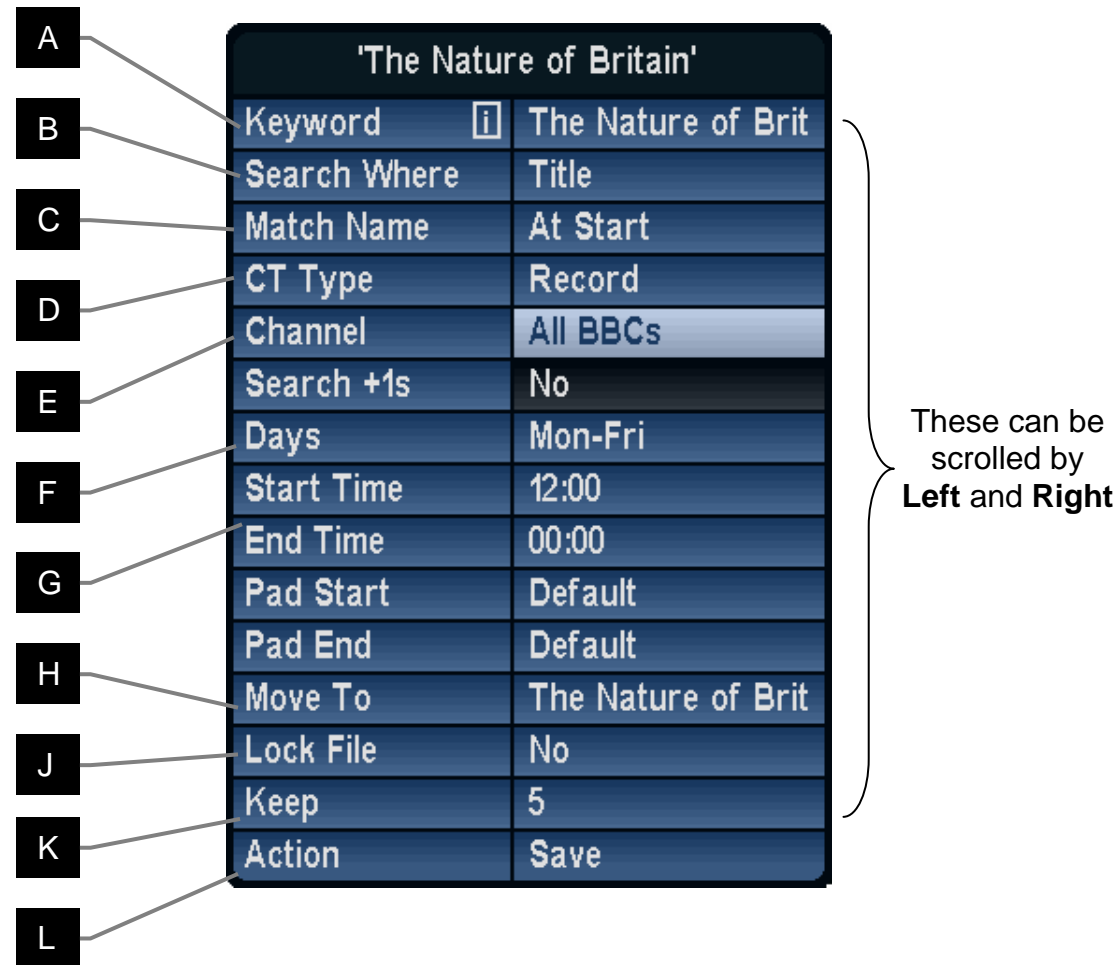 A
B
C
D
E
F
G
H
J
K
L
'The Nature of Britain'
Keyword i The Nature of Brit
Search Where Title
Match Name At Start
CT Type Record
Channel All BBCs
Search +1s No
Days Mon-Fri
Start Time 12:00
End Time 00:00
Pad Start Default
Pad End Default
Move To The Nature of Brit
Lock File No
Keep 5
Action Save
These can be
scrolled by
Left and Right